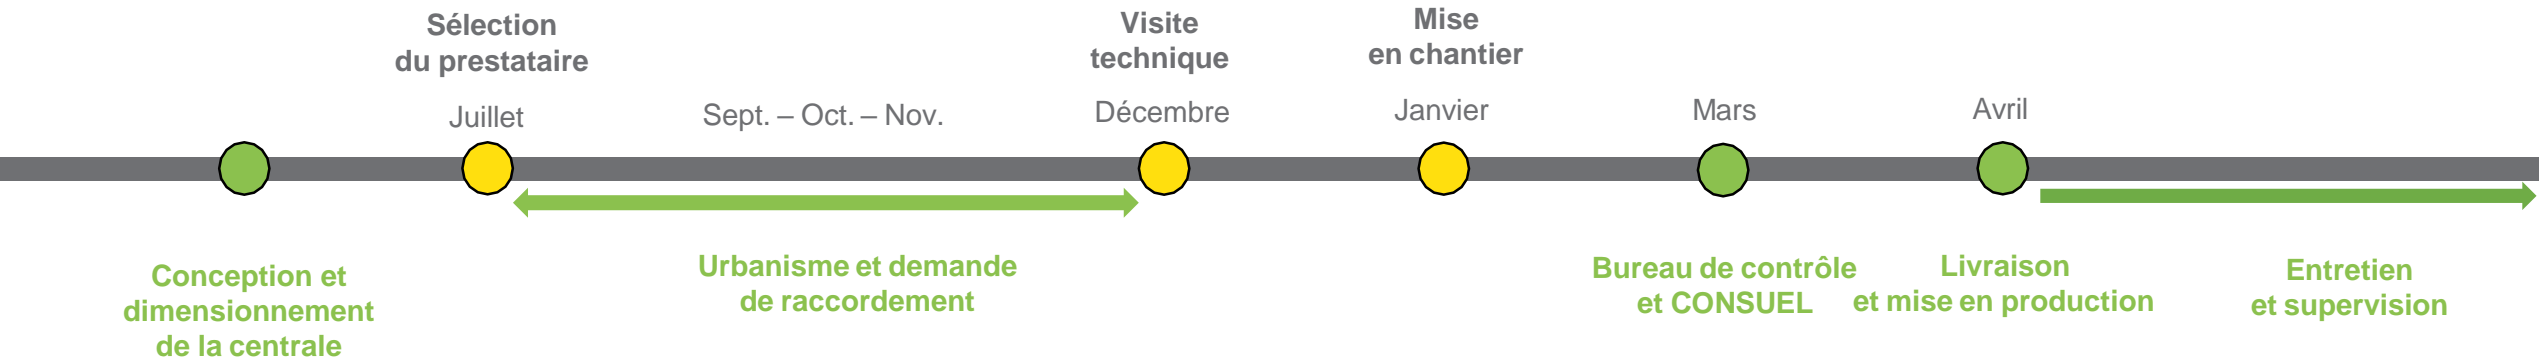 Sélection
du prestataire
Visite
technique
Mise
en chantier
Juillet
Sept. – Oct. – Nov.
Décembre
Janvier
Mars
Avril
Conception et
dimensionnement
de la centrale
Urbanisme et demande
de raccordement
Bureau de contrôle
et CONSUEL
Livraison
et mise en production
Entretien
et supervision